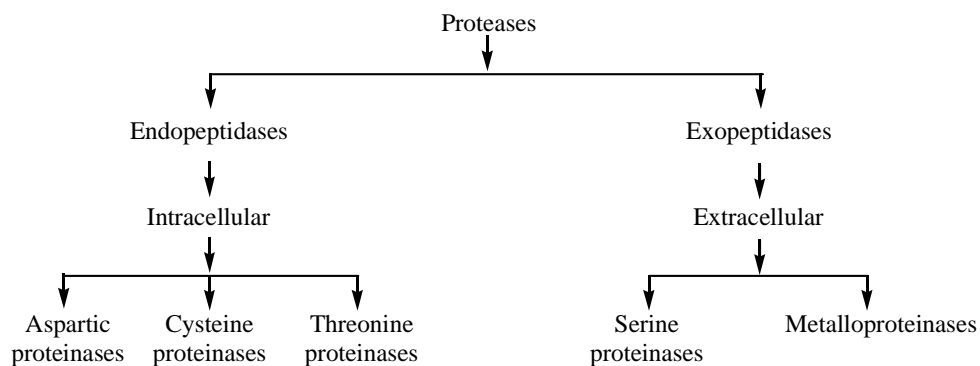 Proteases
Endopeptidases
Exopeptidases
Intracellular
Extracellular
Aspartic
proteinases
Cysteine
proteinases
Threonine
proteinases
Serine
proteinases
Metalloproteinases